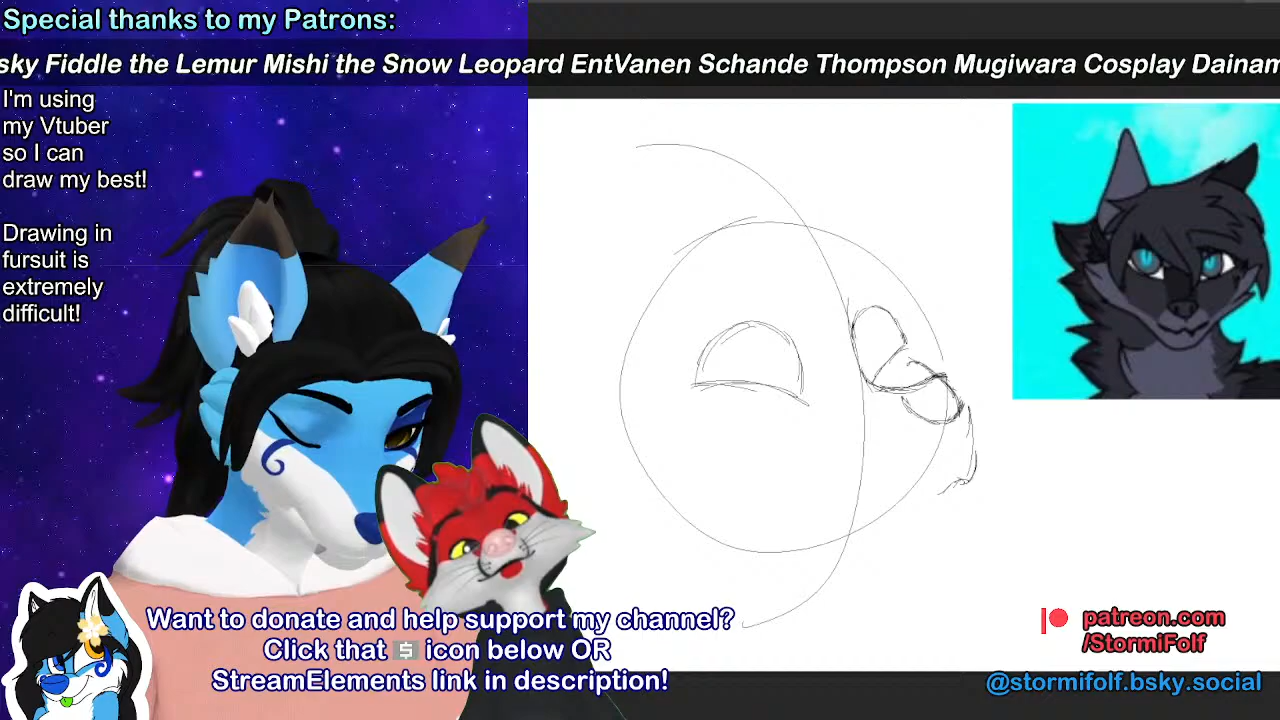 Special thanks to my Patrons:
sky Fiddle the Lemur Mishi the Snow Leopard EntVanen Schande Thompson Mugiwara Cosplay Dainam
I'm using
my Vtuber
so I can
draw my best!
Drawing in
fursuit is
extremely
difficult!
Want to donate and help support my channel?
Click that $ icon below OR
StreamElements link in description!
patreon.com
/StormiFolf
@stormifolf.bsky.social